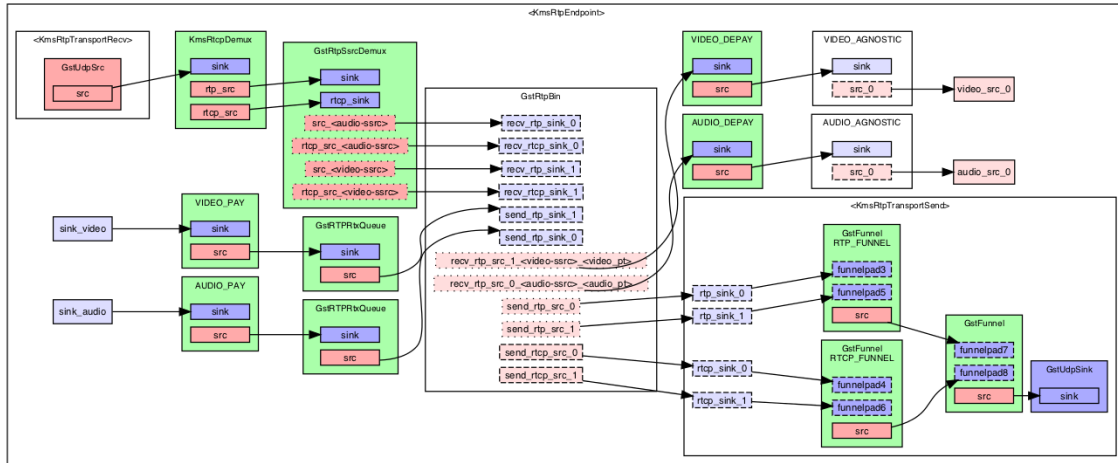 <KmsRtpEndpoint>
<KmsRtpTransportRecv>
GstUdpSrc
src
KmsRtcpDemux
sink
rtp_src
rtcp_src
GstRtpSsrcDemux
sink
rtcp_sink
src_<audio-ssrc>
rtcp_src_<audio-ssrc>
src_<video-ssrc>
rtcp_src_<video-ssrc>
GstRtpBin
recv_rtp_sink_0
recv_rtcp_sink_0
recv_rtp_sink_1
recv_rtcp_sink_1
send_rtp_sink_1
send_rtp_sink_0
recv_rtp_src_1_<video-ssrc>_<video_pt>
recv_rtp_src_0_<audio-ssrc>_<audio_pt>
send_rtp_src_0
send_rtp_src_1
send_rtcp_src_0
send_rtcp_src_1
VIDEO_DEPAY
sink
src
VIDEO_AGNOSTIC
sink
src_0
video_src_0
AUDIO_DEPAY
sink
src
AUDIO_AGNOSTIC
sink
src_0
audio_src_0
sink_video
VIDEO_PAY
sink
src
GstRTPRtxQueue
sink
src
sink_audio
AUDIO_PAY
sink
src
GstRTPRtxQueue
sink
src
<KmsRtpTransportSend>
rtp_sink_0
rtp_sink_1
rtcp_sink_0
rtcp_sink_1
GstFunnel
RTP_FUNNEL
funnelpad3
funnelpad5
src
GstFunnel
RTCP_FUNNEL
funnelpad4
funnelpad6
src
GstFunnel
funnelpad7
funnelpad8
src
GstUdpSink
sink